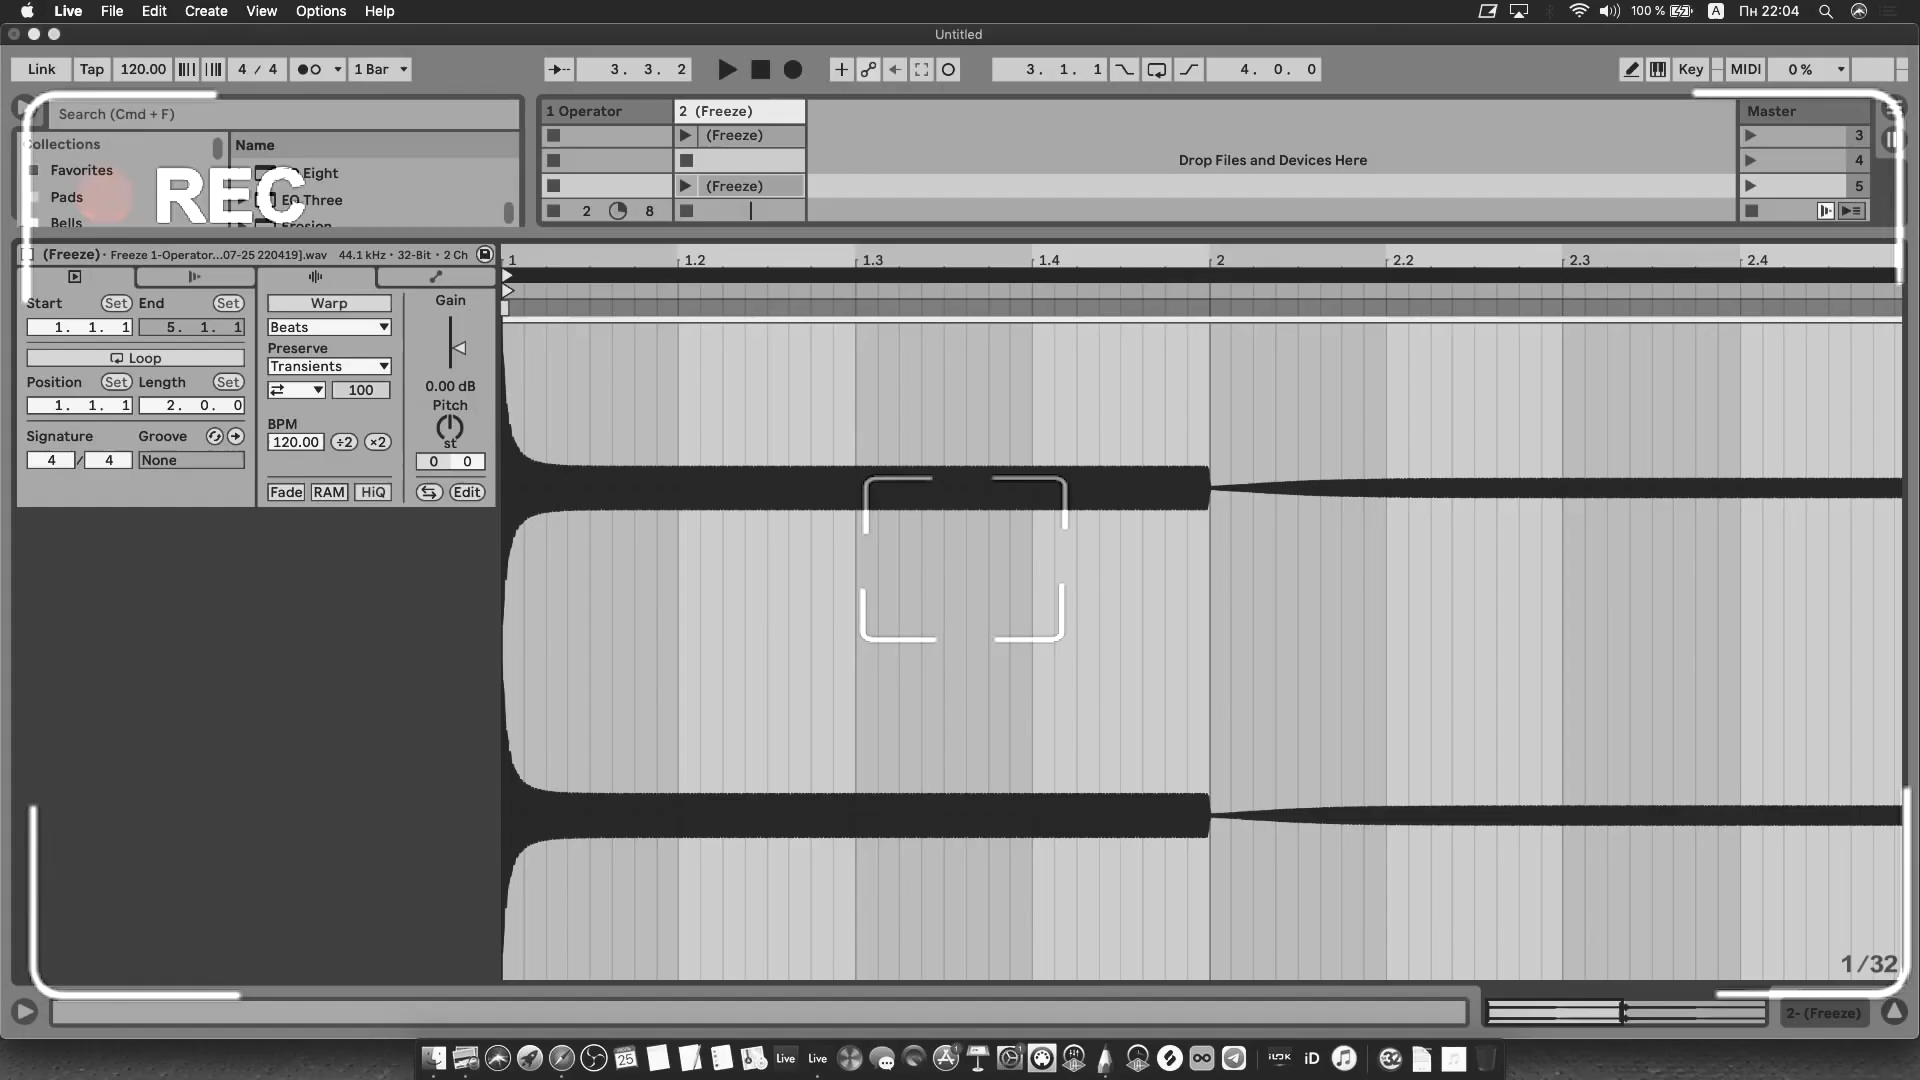 Live File Edit Create View Options Help 100 % A Пн 22:04
Untitled
Link Tap 120.00 4 / 4 1 Bar 3. 3. 2 3. 1. 1 4. 0. 0 Key MIDI 0 %
Search (Cmd + F)
Collections Name
Favorites Eight
Pads EQ Three
Bells Erosion
REC
1 Operator 2 (Freeze) Master
(Freeze) 3
Drop Files and Devices Here 4
(Freeze) 5
2 8
(Freeze) · Freeze 1-Operator...07-25 220419].wav 44.1 kHz · 32-Bit · 2 Ch
1 1.2 1.3 1.4 2 2.2 2.3 2.4
Start Set End Set
1. 1. 1 5. 1. 1
Loop
Position Set Length Set
1. 1. 1 2. 0. 0
Signature Groove
4 / 4 None
Warp
Beats
Preserve
Transients
100
BPM
120.00 ÷2 ×2
Fade RAM HiQ
Gain
0.00 dB
Pitch
st
0 0
Edit
1/32
2- (Freeze)
25 Live Live iLOK iD